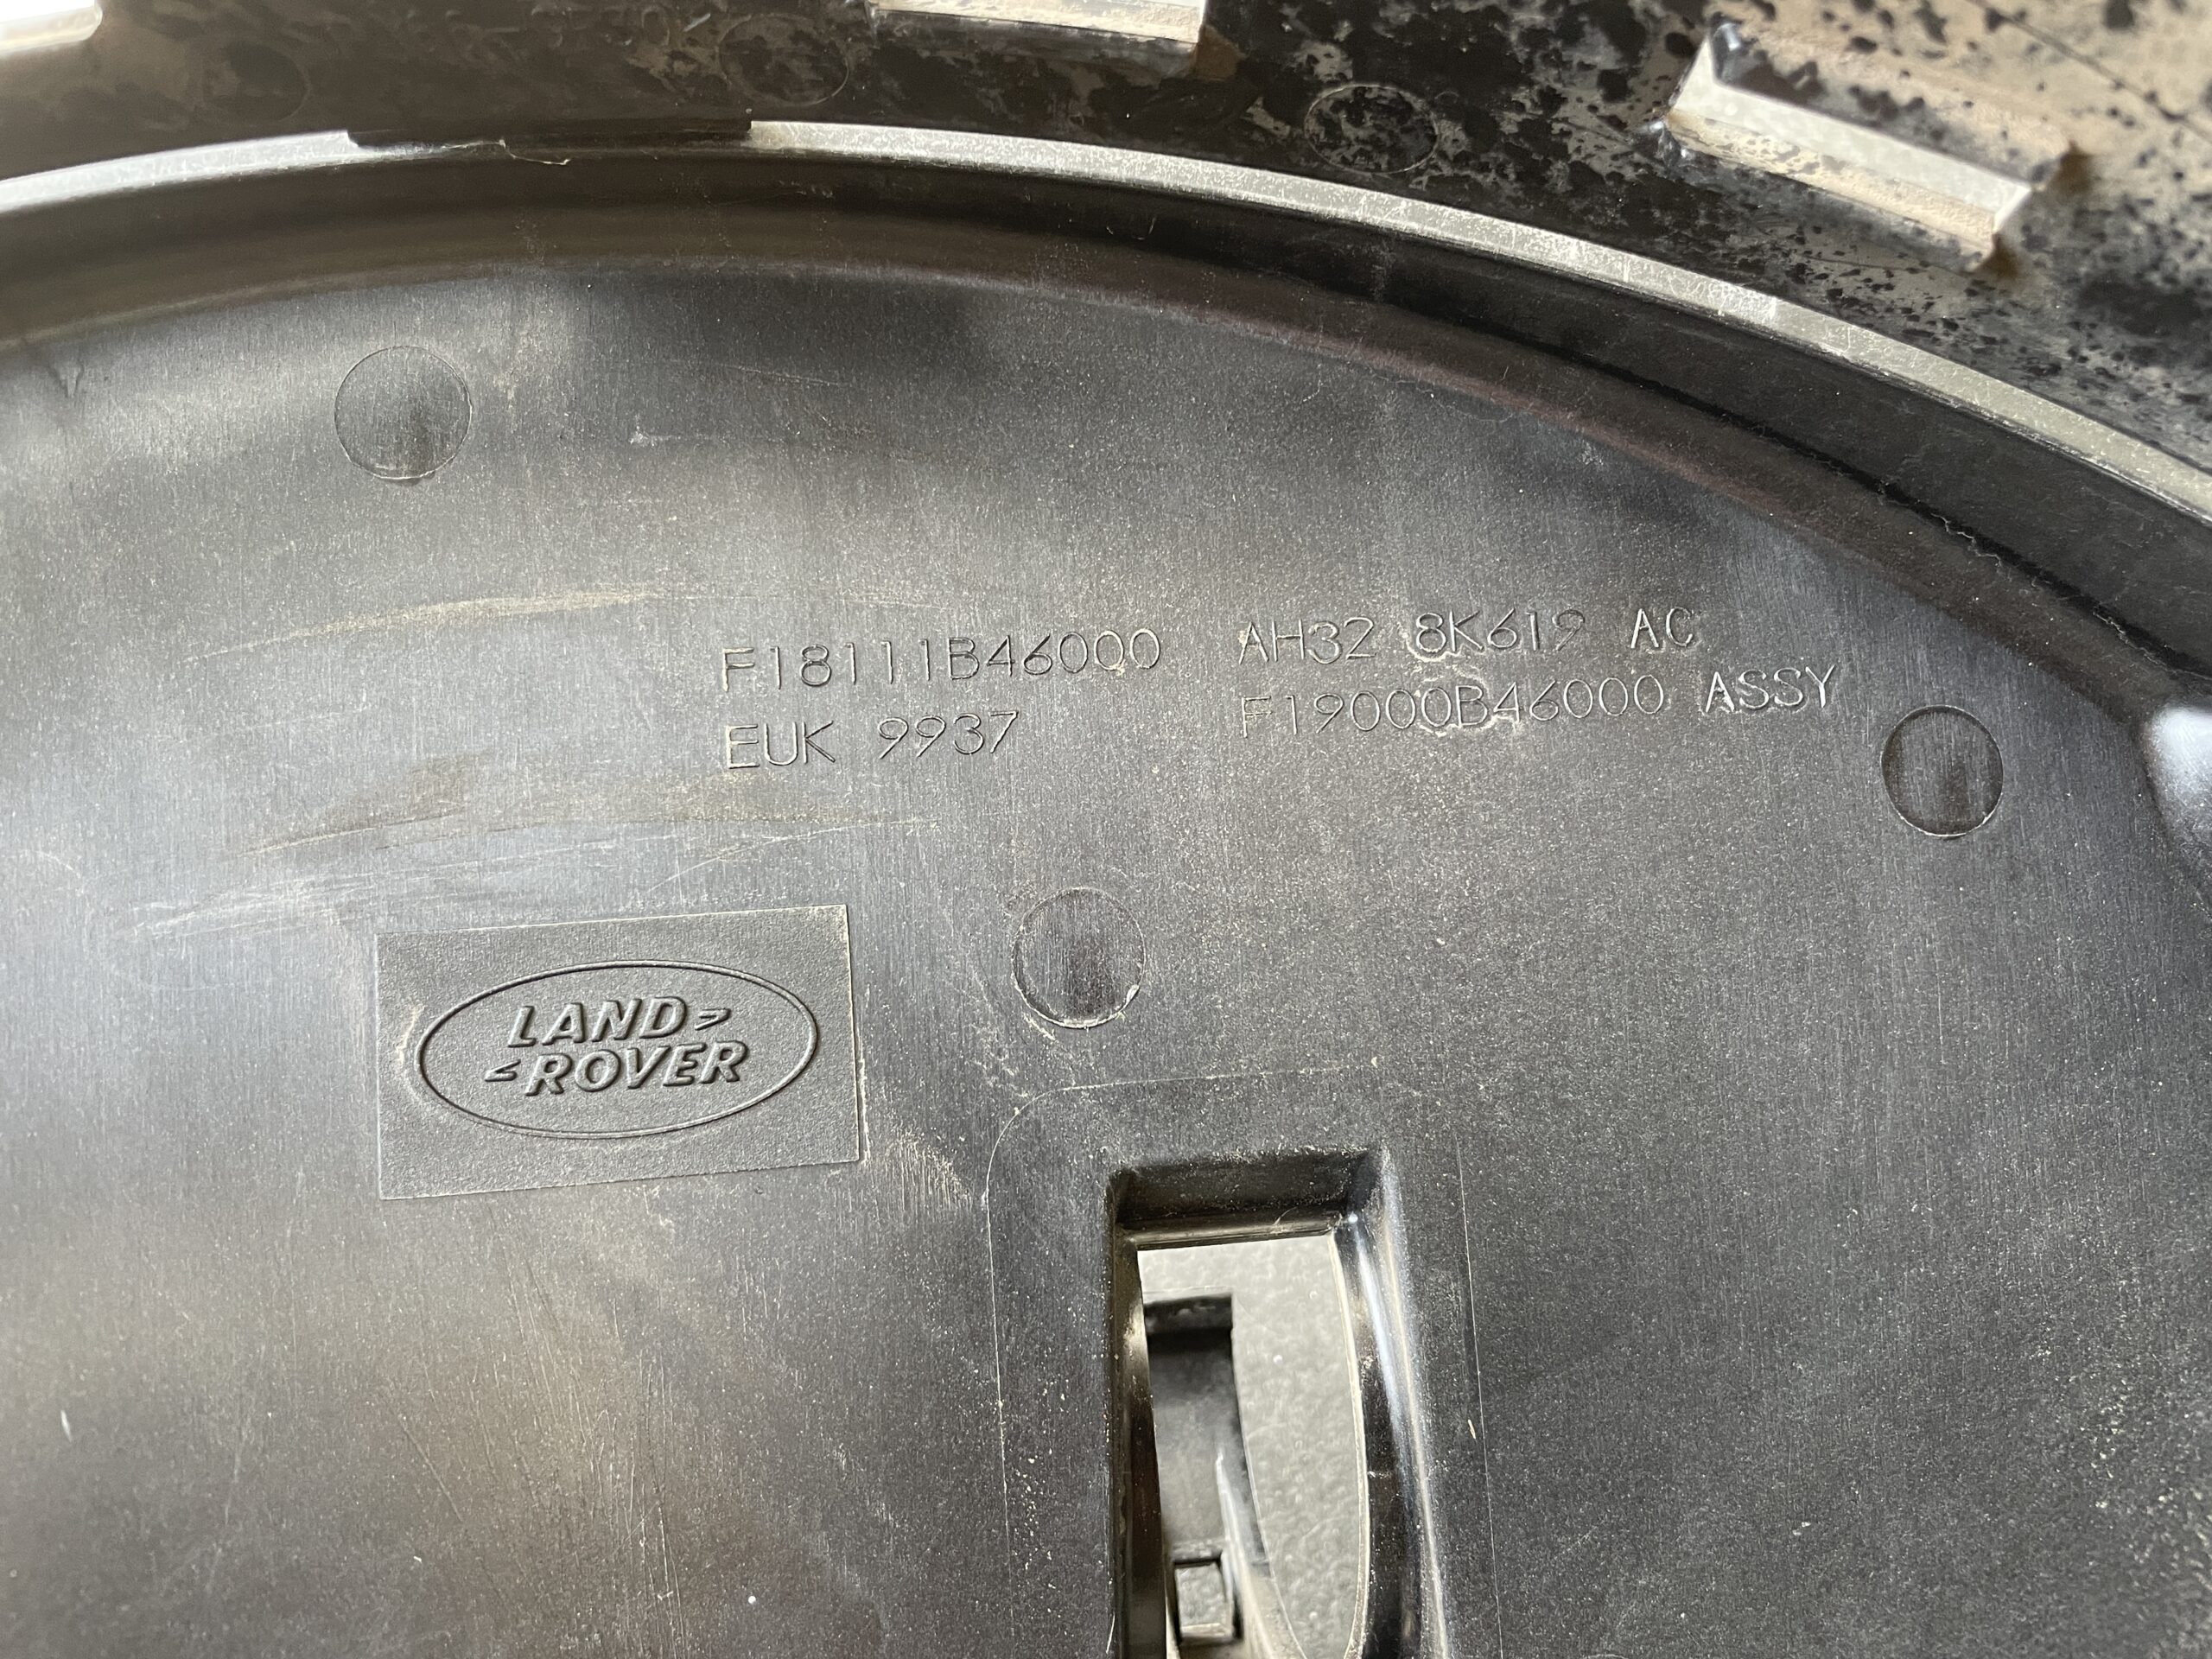 F18111B46000
EUK 9937
AH32 8K619 AC
F19000B46000 ASSY
LAND
ROVER